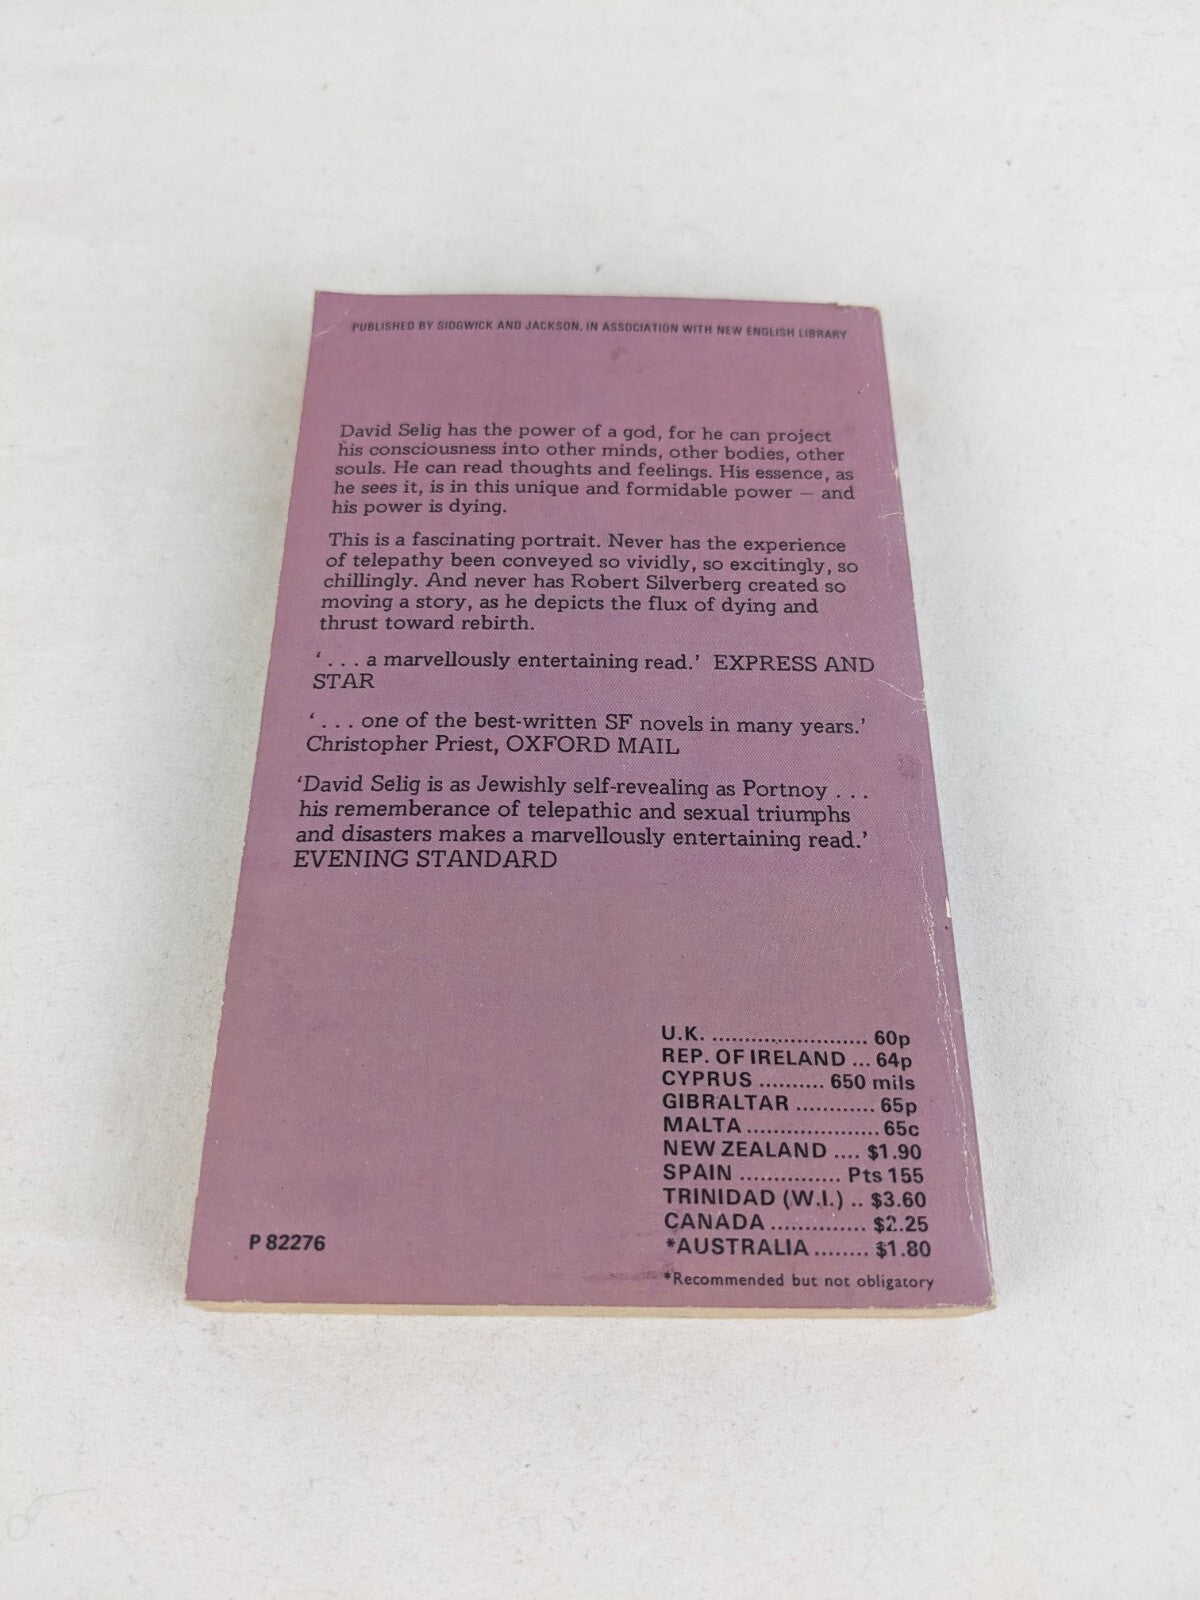 PUBLISHED BY SIDGWICK AND JACKSON, IN ASSOCIATION WITH NEW ENGLISH LIBRARY
David Selig has the power of a god, for he can project
his consciousness into other minds, other bodies, other
souls. He can read thoughts and feelings. His essence, as
he sees it, is in this unique and formidable power — and
his power is dying.
This is a fascinating portrait. Never has the experience
of telepathy been conveyed so vividly, so excitingly, so
chillingly. And never has Robert Silverberg created so
moving a story, as he depicts the flux of dying and
thrust toward rebirth.
‘. . . a marvellously entertaining read.’ EXPRESS AND
STAR
‘. . . one of the best-written SF novels in many years.’
Christopher Priest, OXFORD MAIL
‘David Selig is as Jewishly self-revealing as Portnoy . . .
his rememberance of telepathic and sexual triumphs
and disasters makes a marvellously entertaining read.’
EVENING STANDARD
U.K. ........................ 60p
REP. OF IRELAND ... 64p
CYPRUS .......... 650 mils
GIBRALTAR ............ 65p
MALTA .................... 65c
NEW ZEALAND .... $1.90
SPAIN ............... Pts 155
TRINIDAD (W.I.) .. $3.60
CANADA .............. $2.25
*AUSTRALIA ........ $1.80
*Recommended but not obligatory
P 82276